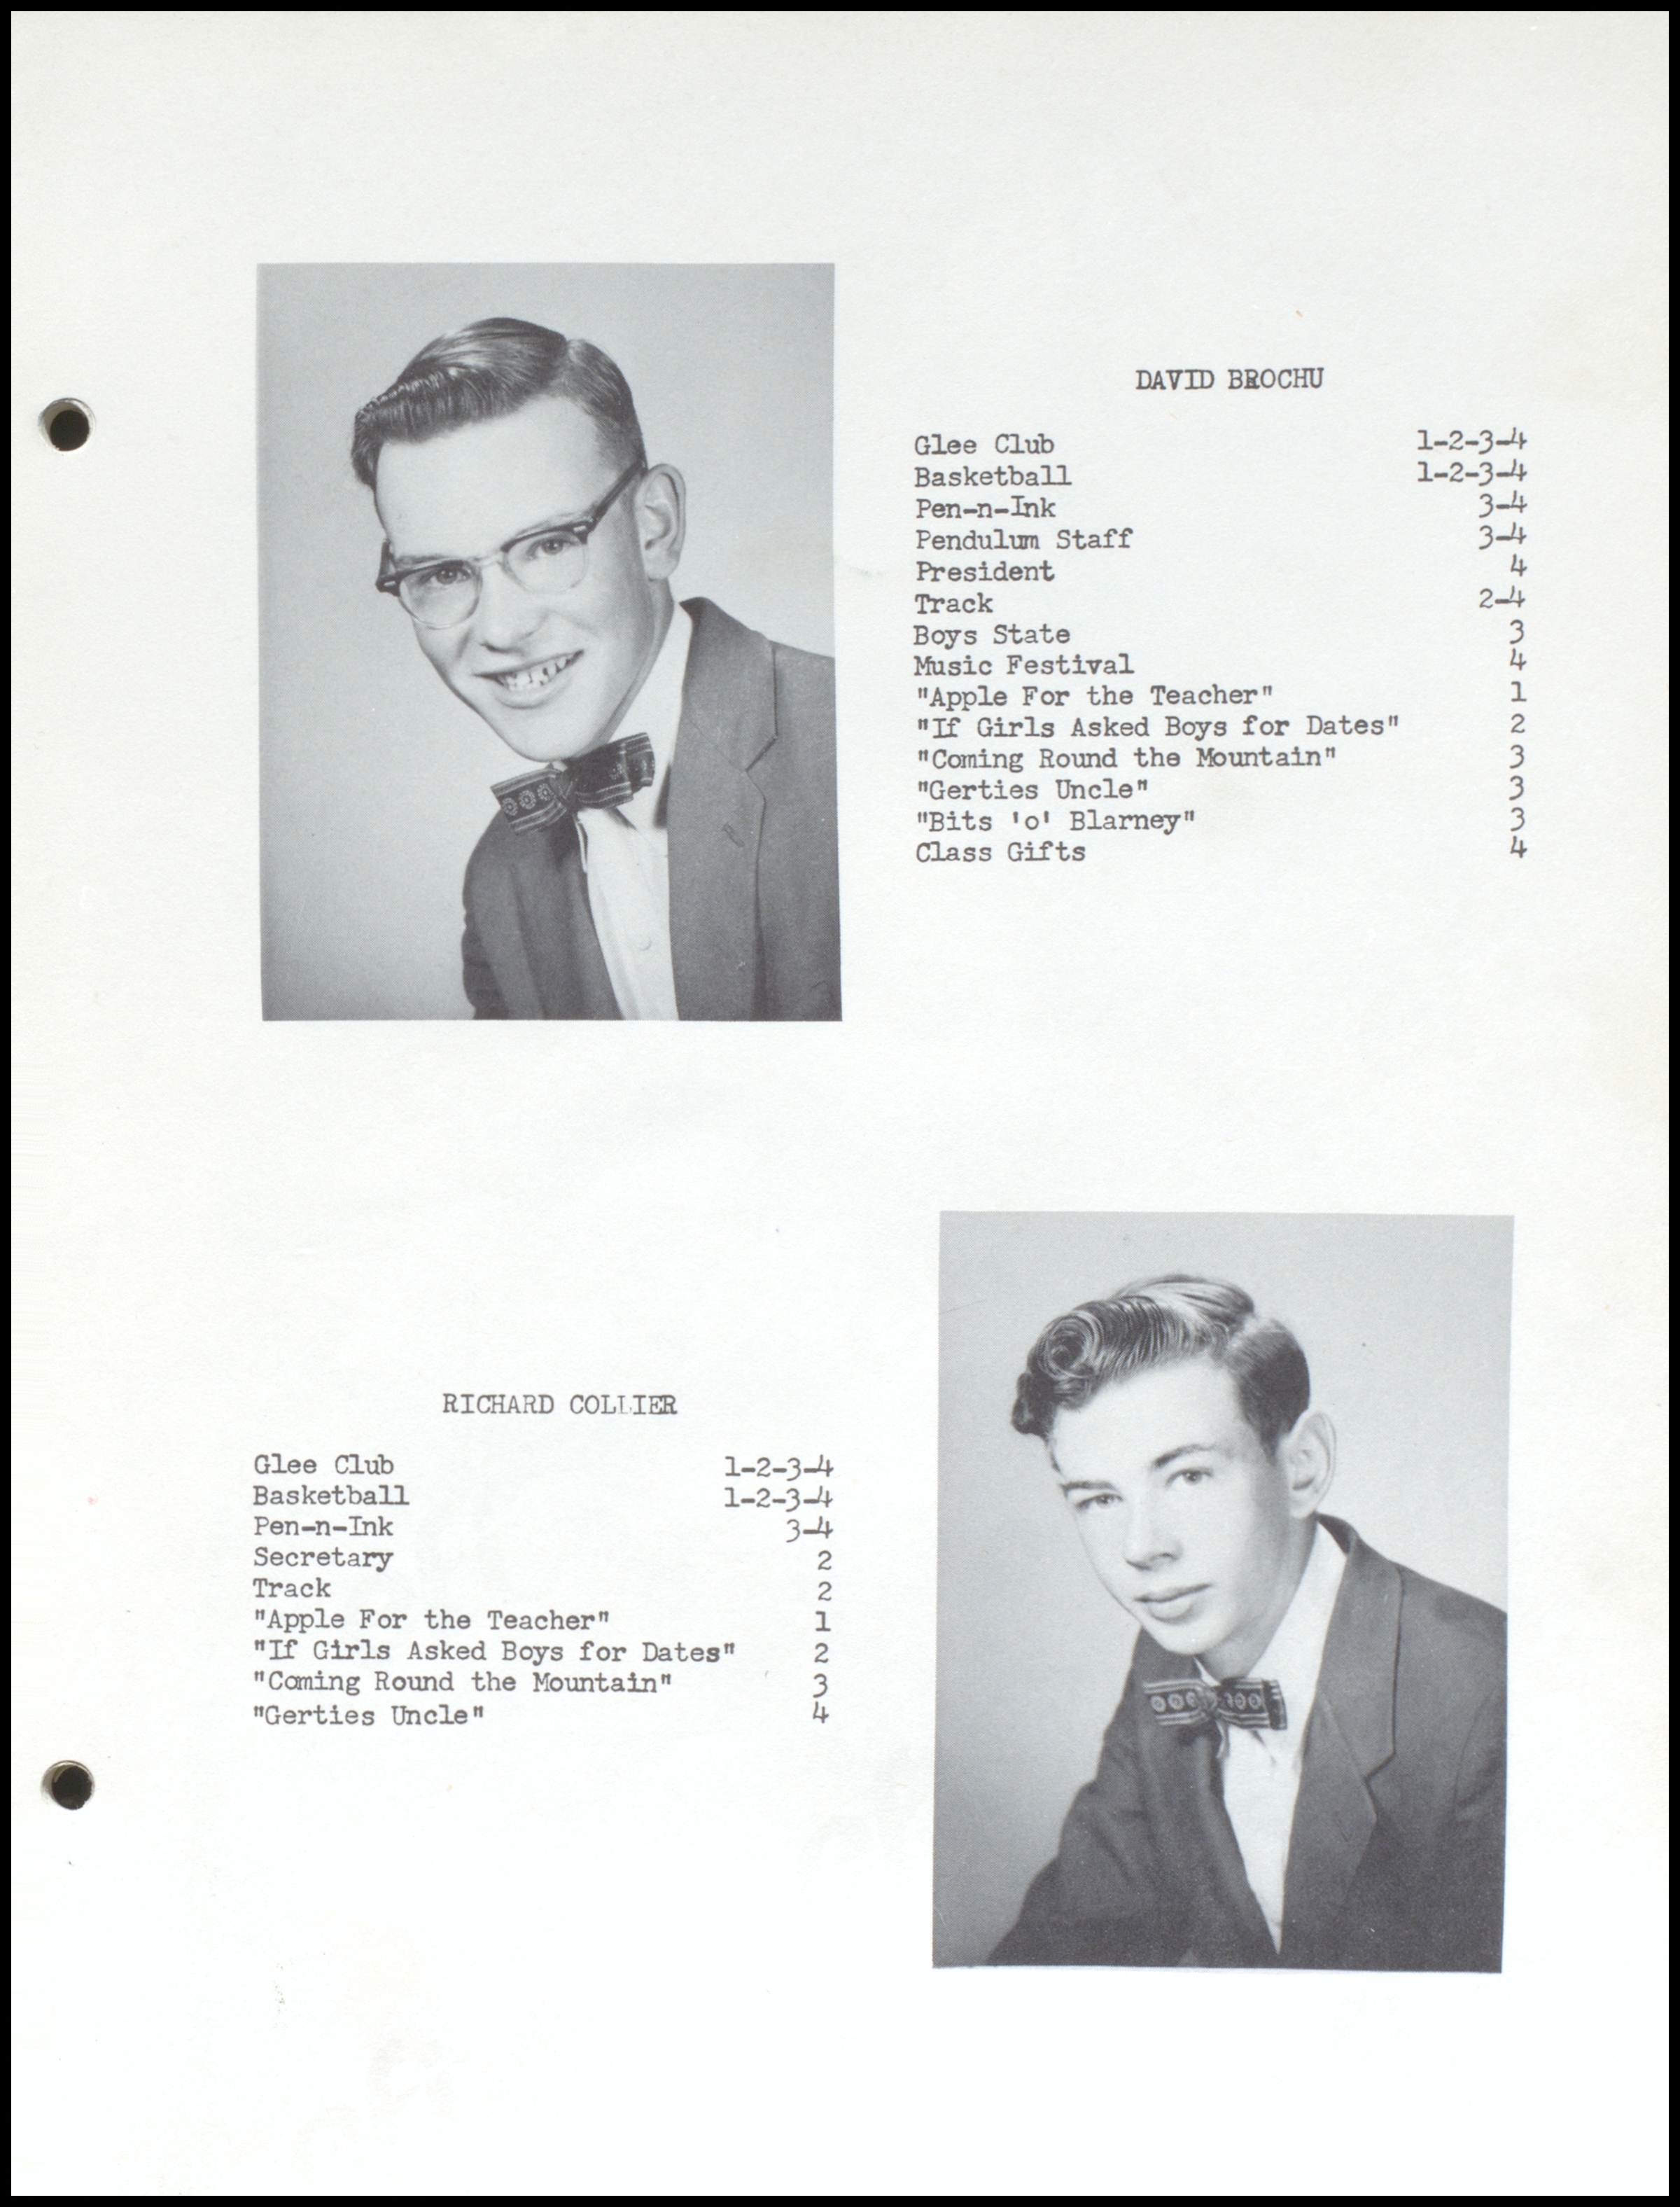 DAVID BROCHU
Glee Club 1-2-3-4
Basketball 1-2-3-4
Pen-n-Ink 3-4
Pendulum Staff 3-4
President 4
Track 2-4
Boys State 3
Music Festival 4
"Apple For the Teacher" 1
"If Girls Asked Boys for Dates" 2
"Coming Round the Mountain" 3
"Gerties Uncle" 3
"Bits 'o' Blarney" 3
Class Gifts 4
RICHARD COLLIER
Glee Club 1-2-3-4
Basketball 1-2-3-4
Pen-n-Ink 3-4
Secretary 2
Track 2
"Apple For the Teacher" 1
"If Girls Asked Boys for Dates" 2
"Coming Round the Mountain" 3
"Gerties Uncle" 4